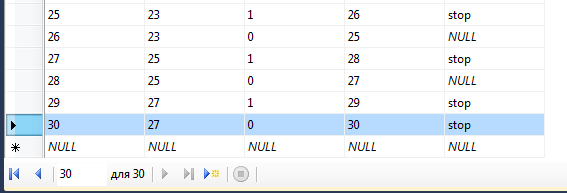 25 23 1 26 stop
26 23 0 25 NULL
27 25 1 28 stop
28 25 0 27 NULL
29 27 1 29 stop
30 27 0 30 stop
NULL NULL NULL NULL NULL
30 для 30